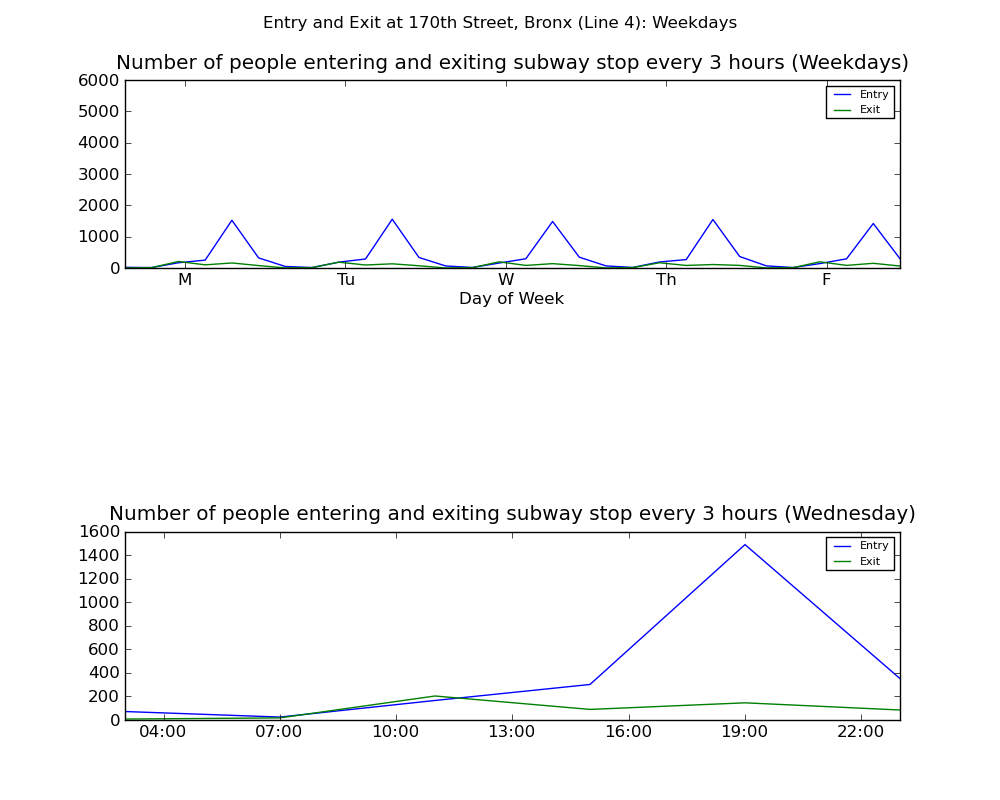 Entry and Exit at 170th Street, Bronx (Line 4): Weekdays
Number of people entering and exiting subway stop every 3 hours (Weekdays)
6000
5000
4000
3000
2000
1000
0
Entry
Exit
M Tu W Th F
Day of Week
Number of people entering and exiting subway stop every 3 hours (Wednesday)
1600
1400
1200
1000
800
600
400
200
0
Entry
Exit
04:00 07:00 10:00 13:00 16:00 19:00 22:00